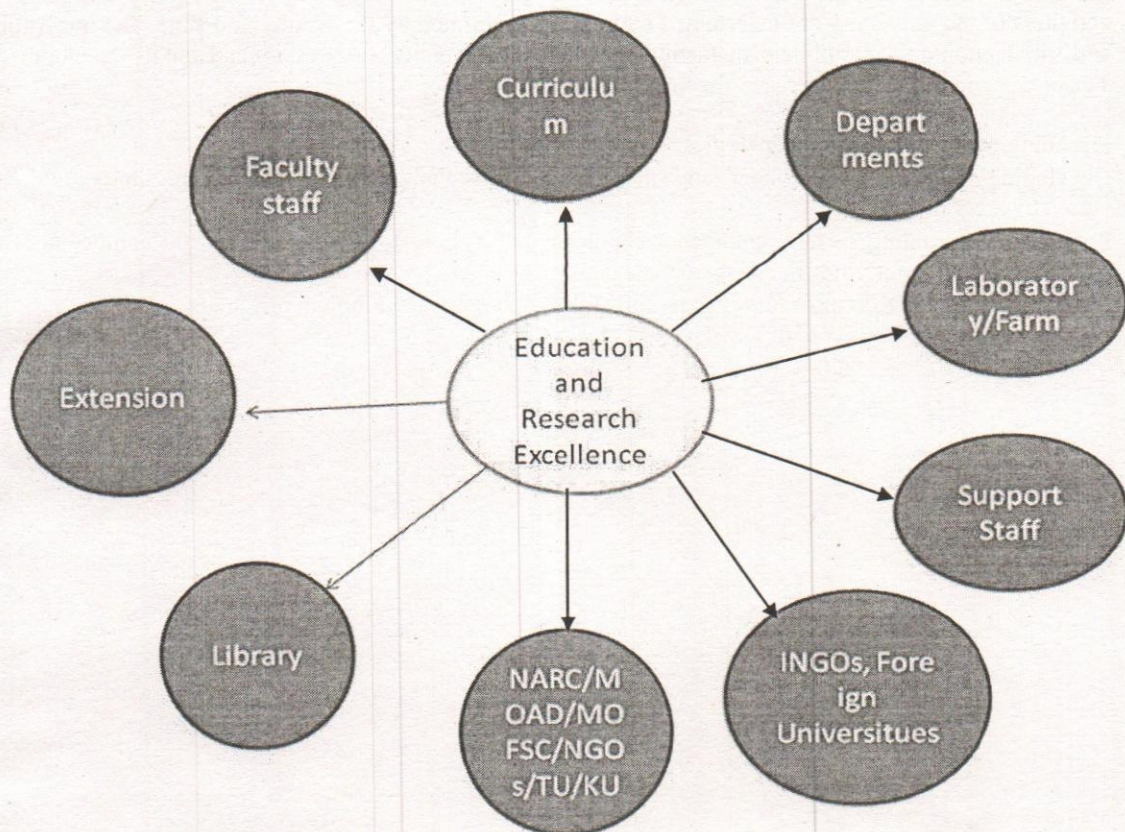 Curriculu
m
Depart
ments
Faculty
staff
Laborator
y/Farm
Education
and
Research
Excellence
Extension
Support
Staff
Library
NARC/M
OAD/MO
FSC/NGO
s/TU/KU
INGOs, Fore
ign
Universitues